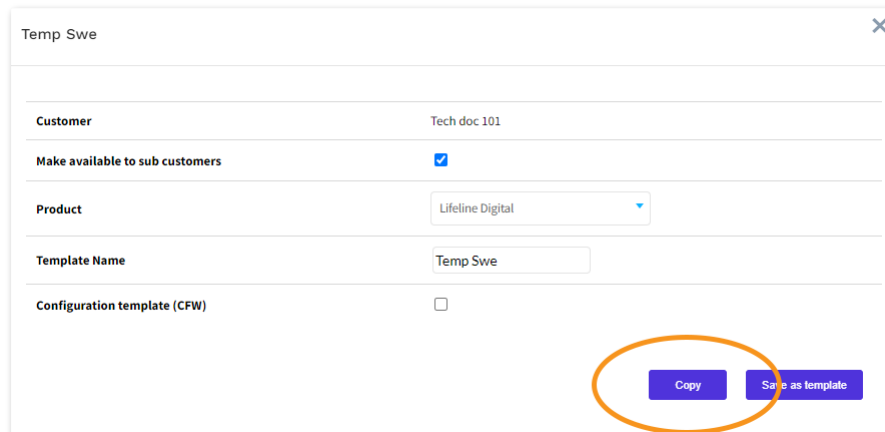 Temp Swe
Customer Tech doc 101
Make available to sub customers
Product Lifeline Digital
Template Name Temp Swe
Configuration template (CFW)
Copy Save as template